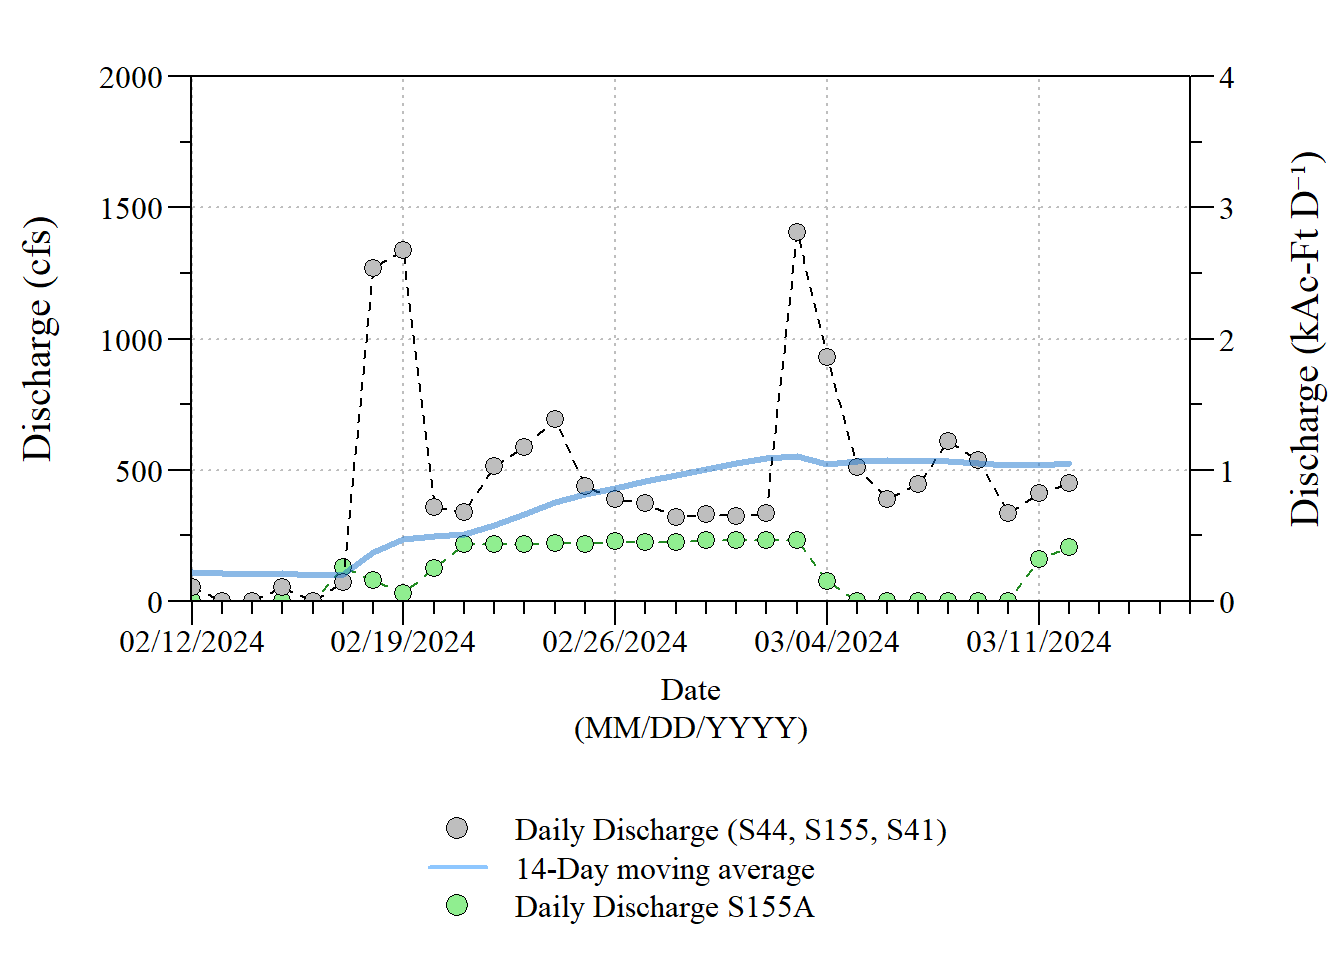 2000
1500
1000
500
0
Discharge (cfs)
4
3
2
1
0
Discharge (kAc-Ft D⁻¹)
02/12/2024
02/19/2024
02/26/2024
03/04/2024
03/11/2024
Date
(MM/DD/YYYY)
Daily Discharge (S44, S155, S41)
14-Day moving average
Daily Discharge S155A